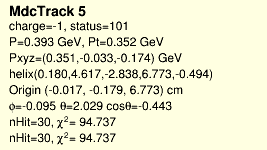 MdcTrack 5
charge=-1, status=101
P=0.393 GeV, Pt=0.352 GeV
Pxyz=(0.351,-0.033,-0.174) GeV
helix(0.180,4.617,-2.838,6.773,-0.494)
Origin (-0.017, -0.179, 6.773) cm
ϕ=-0.095 θ=2.029 cosθ=-0.443
nHit=30, χ²= 94.737
nHit=30, χ²= 94.737